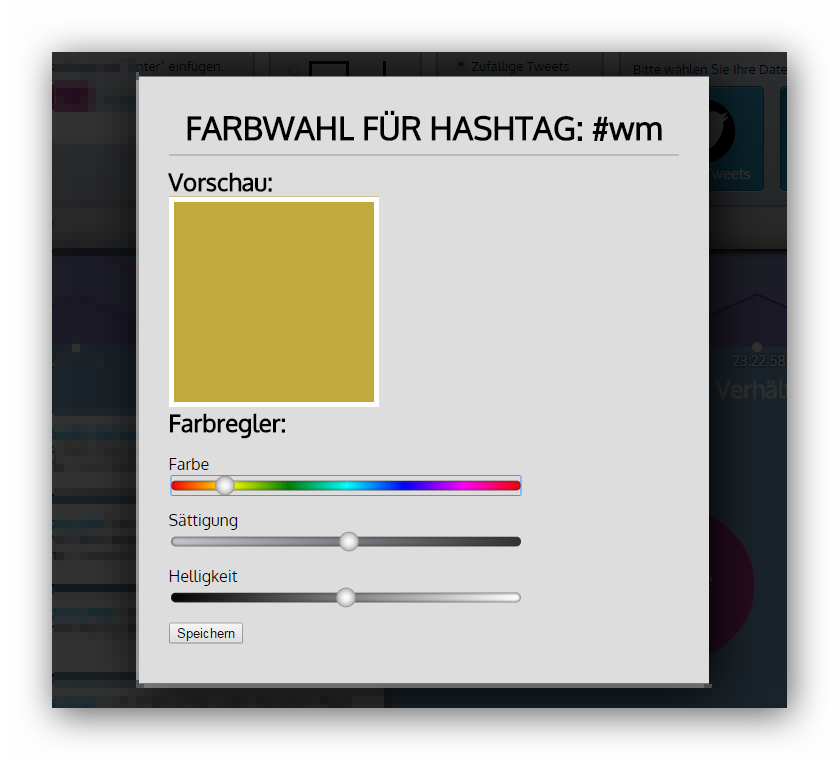 nter" einfügen.
Zufällige Tweets
Bitte wählen Sie Ihre Date
FARBWAHL FÜR HASHTAG: #wm
weets
Vorschau:
23:22:58
Verhält
Farbregler:
Farbe
Sättigung
Helligkeit
Speichern